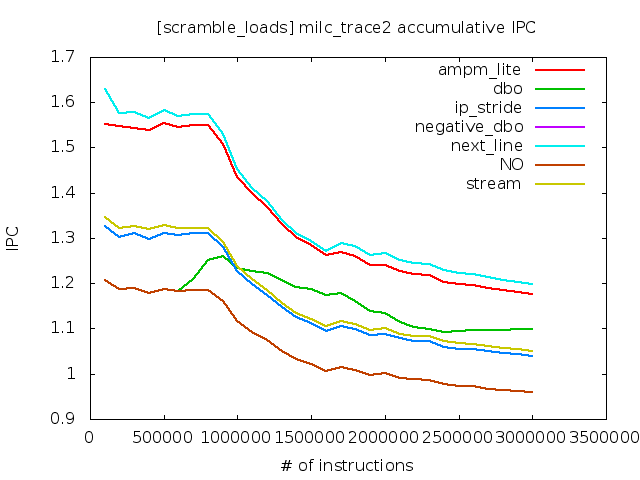 [scramble_loads] milc_trace2 accumulative IPC
1.7
1.6
1.5
1.4
1.3
1.2
1.1
1
0.9
IPC
ampm_lite
dbo
ip_stride
negative_dbo
next_line
NO
stream
0 500000 1000000 1500000 2000000 2500000 3000000 3500000
# of instructions